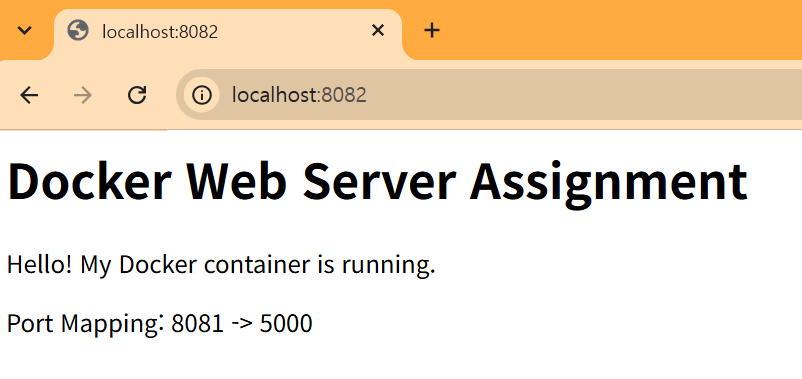 localhost:8082
localhost:8082
Docker Web Server Assignment
Hello! My Docker container is running.
Port Mapping: 8081 -> 5000